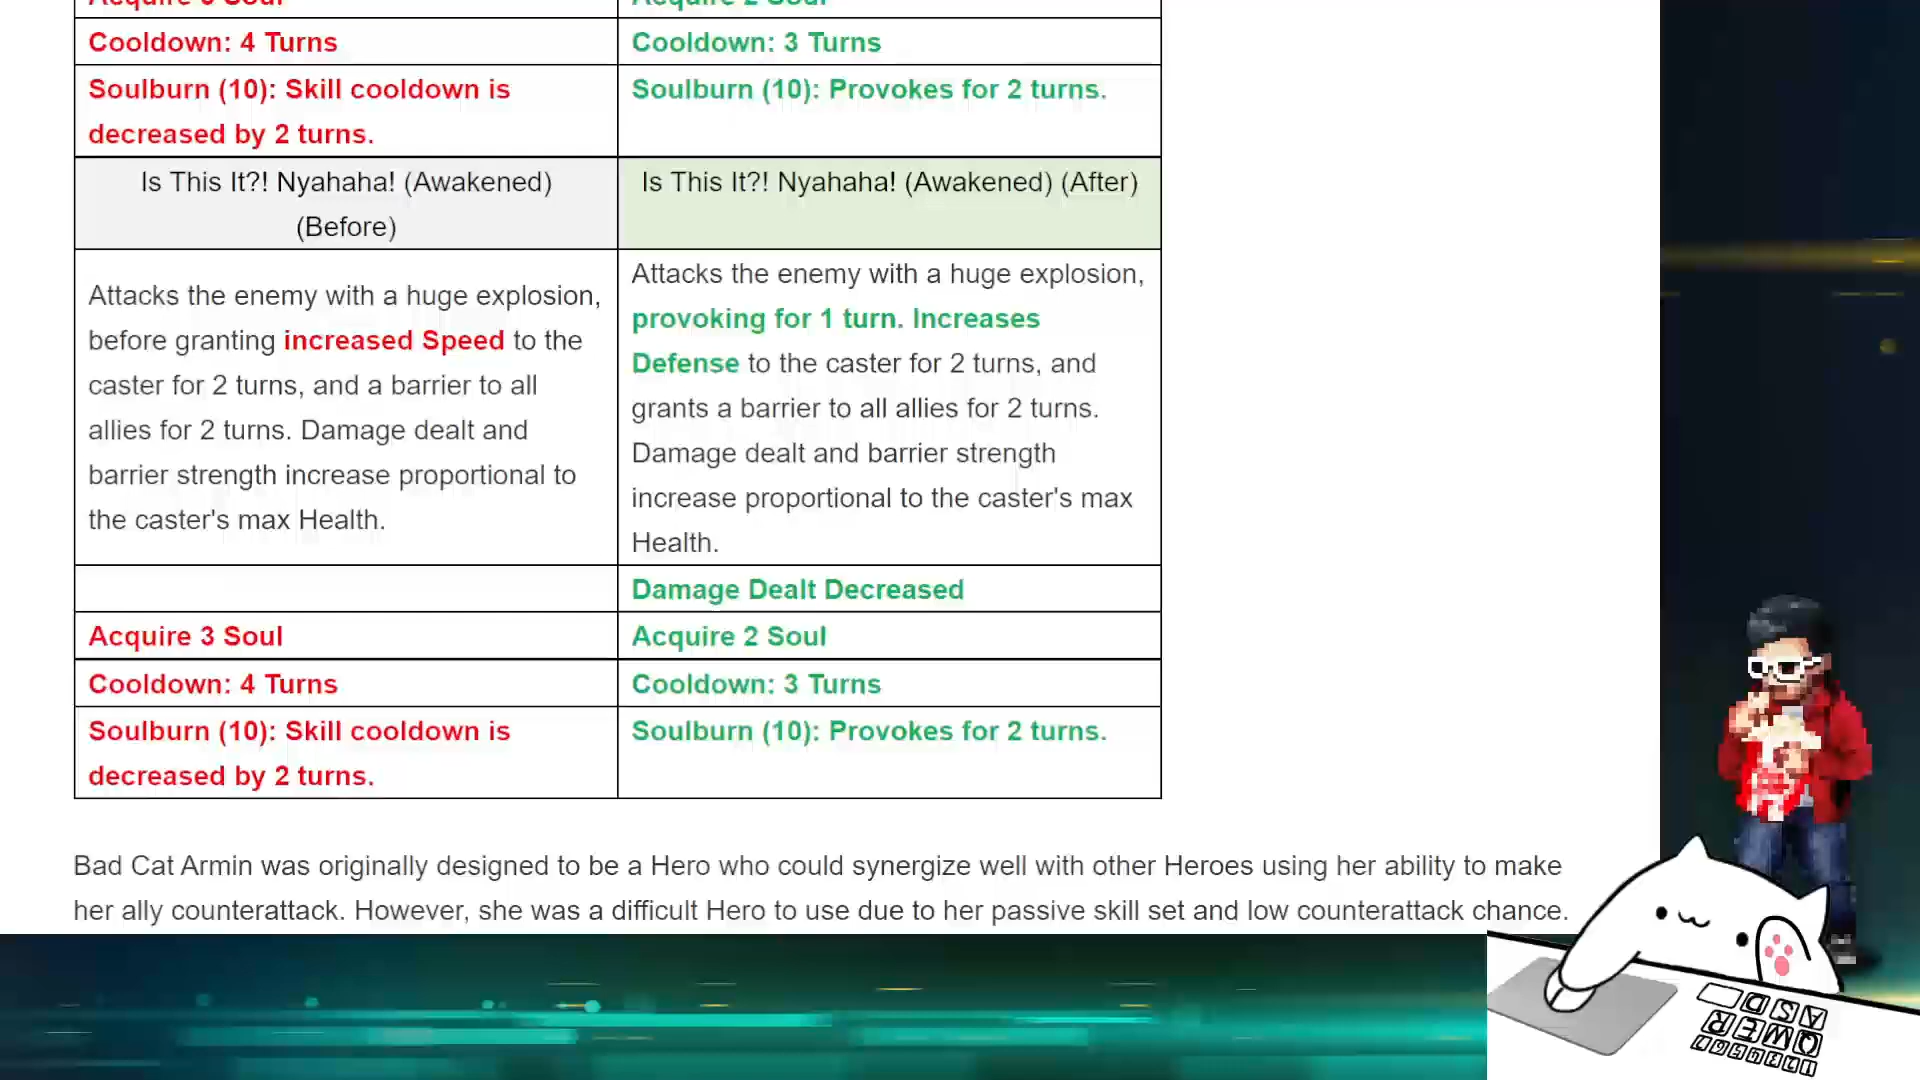 Acquire 3 Soul
Acquire 2 Soul
Cooldown: 4 Turns
Cooldown: 3 Turns
Soulburn (10): Skill cooldown is
decreased by 2 turns.
Soulburn (10): Provokes for 2 turns.
Is This It?! Nyahaha! (Awakened)
(Before)
Is This It?! Nyahaha! (Awakened) (After)
Attacks the enemy with a huge explosion,
before granting increased Speed to the
caster for 2 turns, and a barrier to all
allies for 2 turns. Damage dealt and
barrier strength increase proportional to
the caster's max Health.
Attacks the enemy with a huge explosion,
provoking for 1 turn. Increases
Defense to the caster for 2 turns, and
grants a barrier to all allies for 2 turns.
Damage dealt and barrier strength
increase proportional to the caster's max
Health.
Damage Dealt Decreased
Acquire 3 Soul
Acquire 2 Soul
Cooldown: 4 Turns
Cooldown: 3 Turns
Soulburn (10): Skill cooldown is
decreased by 2 turns.
Soulburn (10): Provokes for 2 turns.
Bad Cat Armin was originally designed to be a Hero who could synergize well with other Heroes using her ability to make
her ally counterattack. However, she was a difficult Hero to use due to her passive skill set and low counterattack chance.
A S D
Q W E R